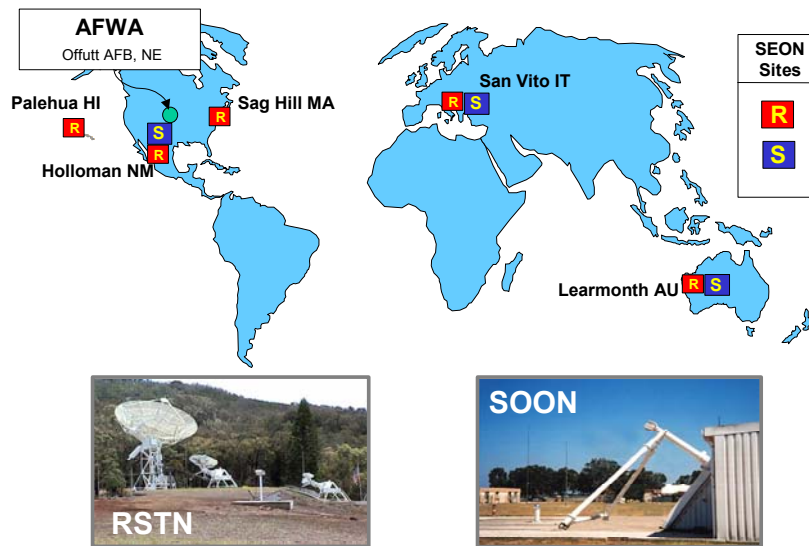 AFWA
Offutt AFB, NE
SEON
Sites
R
S
Palehua HI
R
Sag Hill MA
R
S
R
Holloman NM
San Vito IT
R S
Learmonth AU
R S
RSTN
SOON